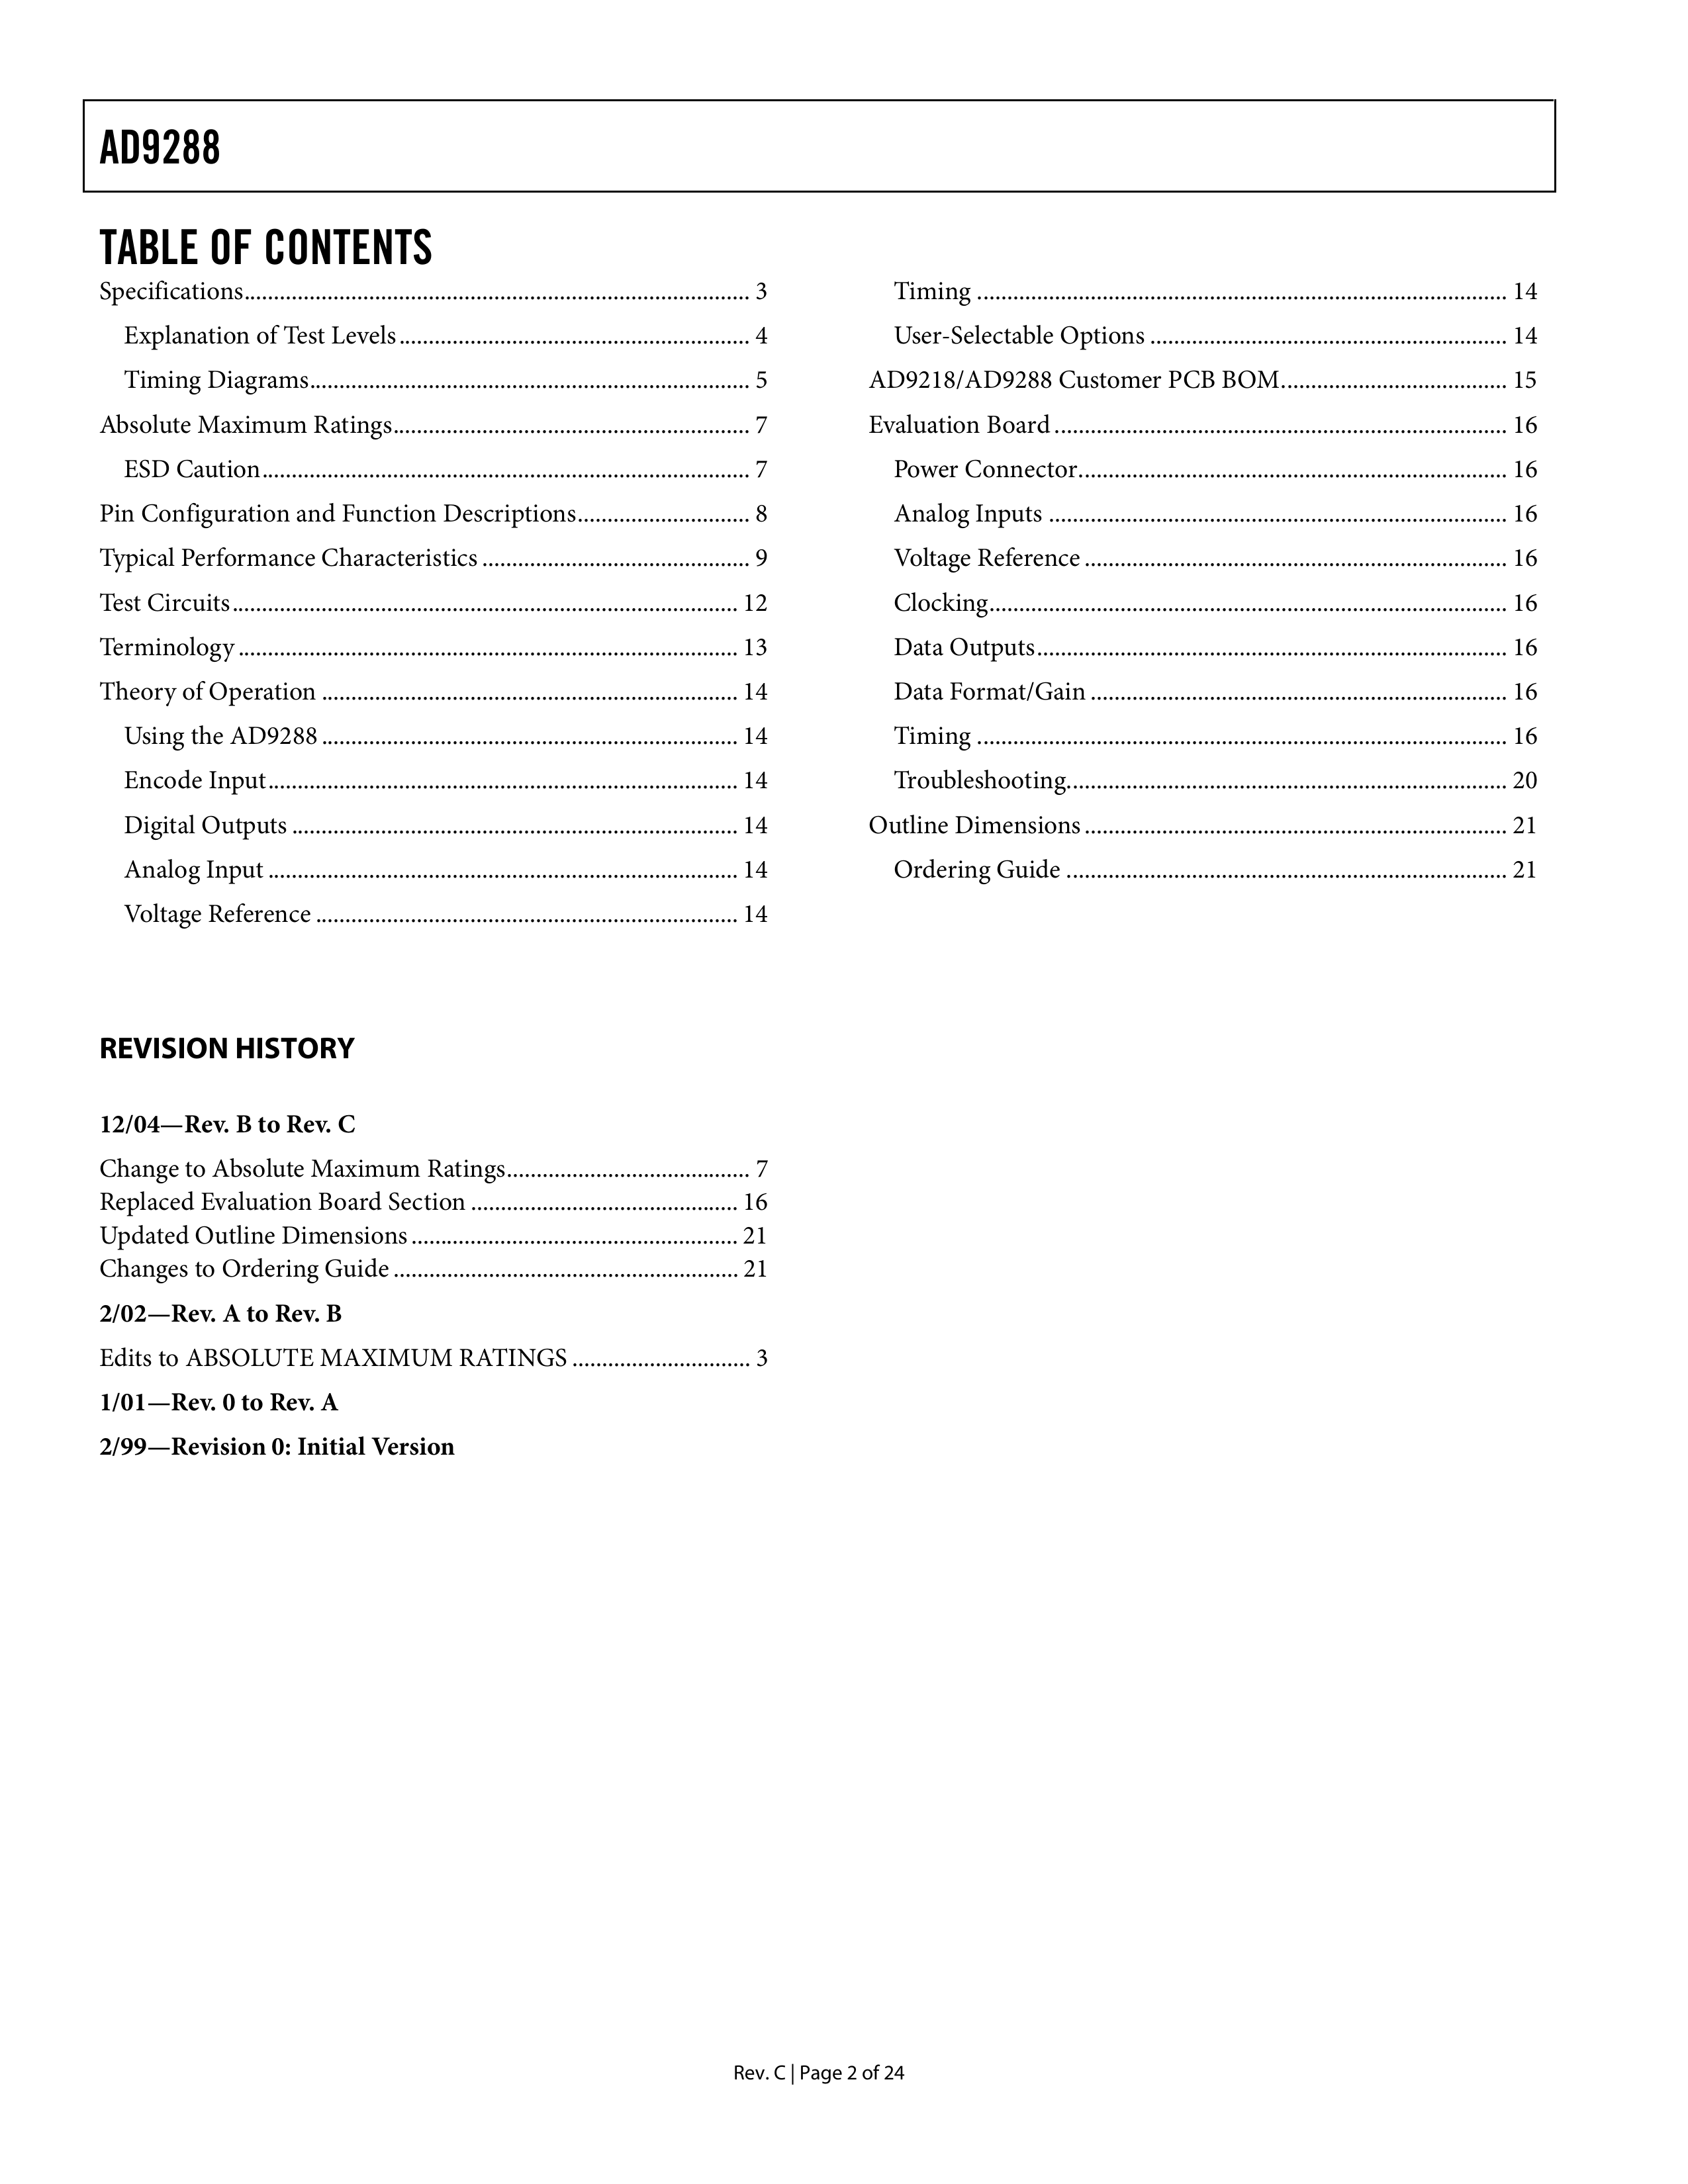 AD9288
TABLE OF CONTENTS
Specifications............................................................................. 3
Explanation of Test Levels........................................................ 4
Timing Diagrams..................................................................... 5
Absolute Maximum Ratings......................................................... 7
ESD Caution............................................................................. 7
Pin Configuration and Function Descriptions............................. 8
Typical Performance Characteristics ............................................ 9
Test Circuits................................................................................ 12
Terminology ............................................................................... 13
Theory of Operation .................................................................. 14
Using the AD9288 .................................................................. 14
Encode Input.......................................................................... 14
Digital Outputs ...................................................................... 14
Analog Input .......................................................................... 14
Voltage Reference ................................................................... 14
Timing .................................................................................... 14
User-Selectable Options ......................................................... 14
AD9218/AD9288 Customer PCB BOM..................................... 15
Evaluation Board ........................................................................ 16
Power Connector.................................................................... 16
Analog Inputs ......................................................................... 16
Voltage Reference ................................................................... 16
Clocking.................................................................................. 16
Data Outputs........................................................................... 16
Data Format/Gain .................................................................. 16
Timing .................................................................................... 16
Troubleshooting...................................................................... 20
Outline Dimensions ................................................................... 21
Ordering Guide ...................................................................... 21
REVISION HISTORY
12/04—Rev. B to Rev. C
Change to Absolute Maximum Ratings........................................ 7
Replaced Evaluation Board Section ............................................ 16
Updated Outline Dimensions ..................................................... 21
Changes to Ordering Guide ........................................................ 21
2/02—Rev. A to Rev. B
Edits to ABSOLUTE MAXIMUM RATINGS .............................. 3
1/01—Rev. 0 to Rev. A
2/99—Revision 0: Initial Version
Rev. C | Page 2 of 24